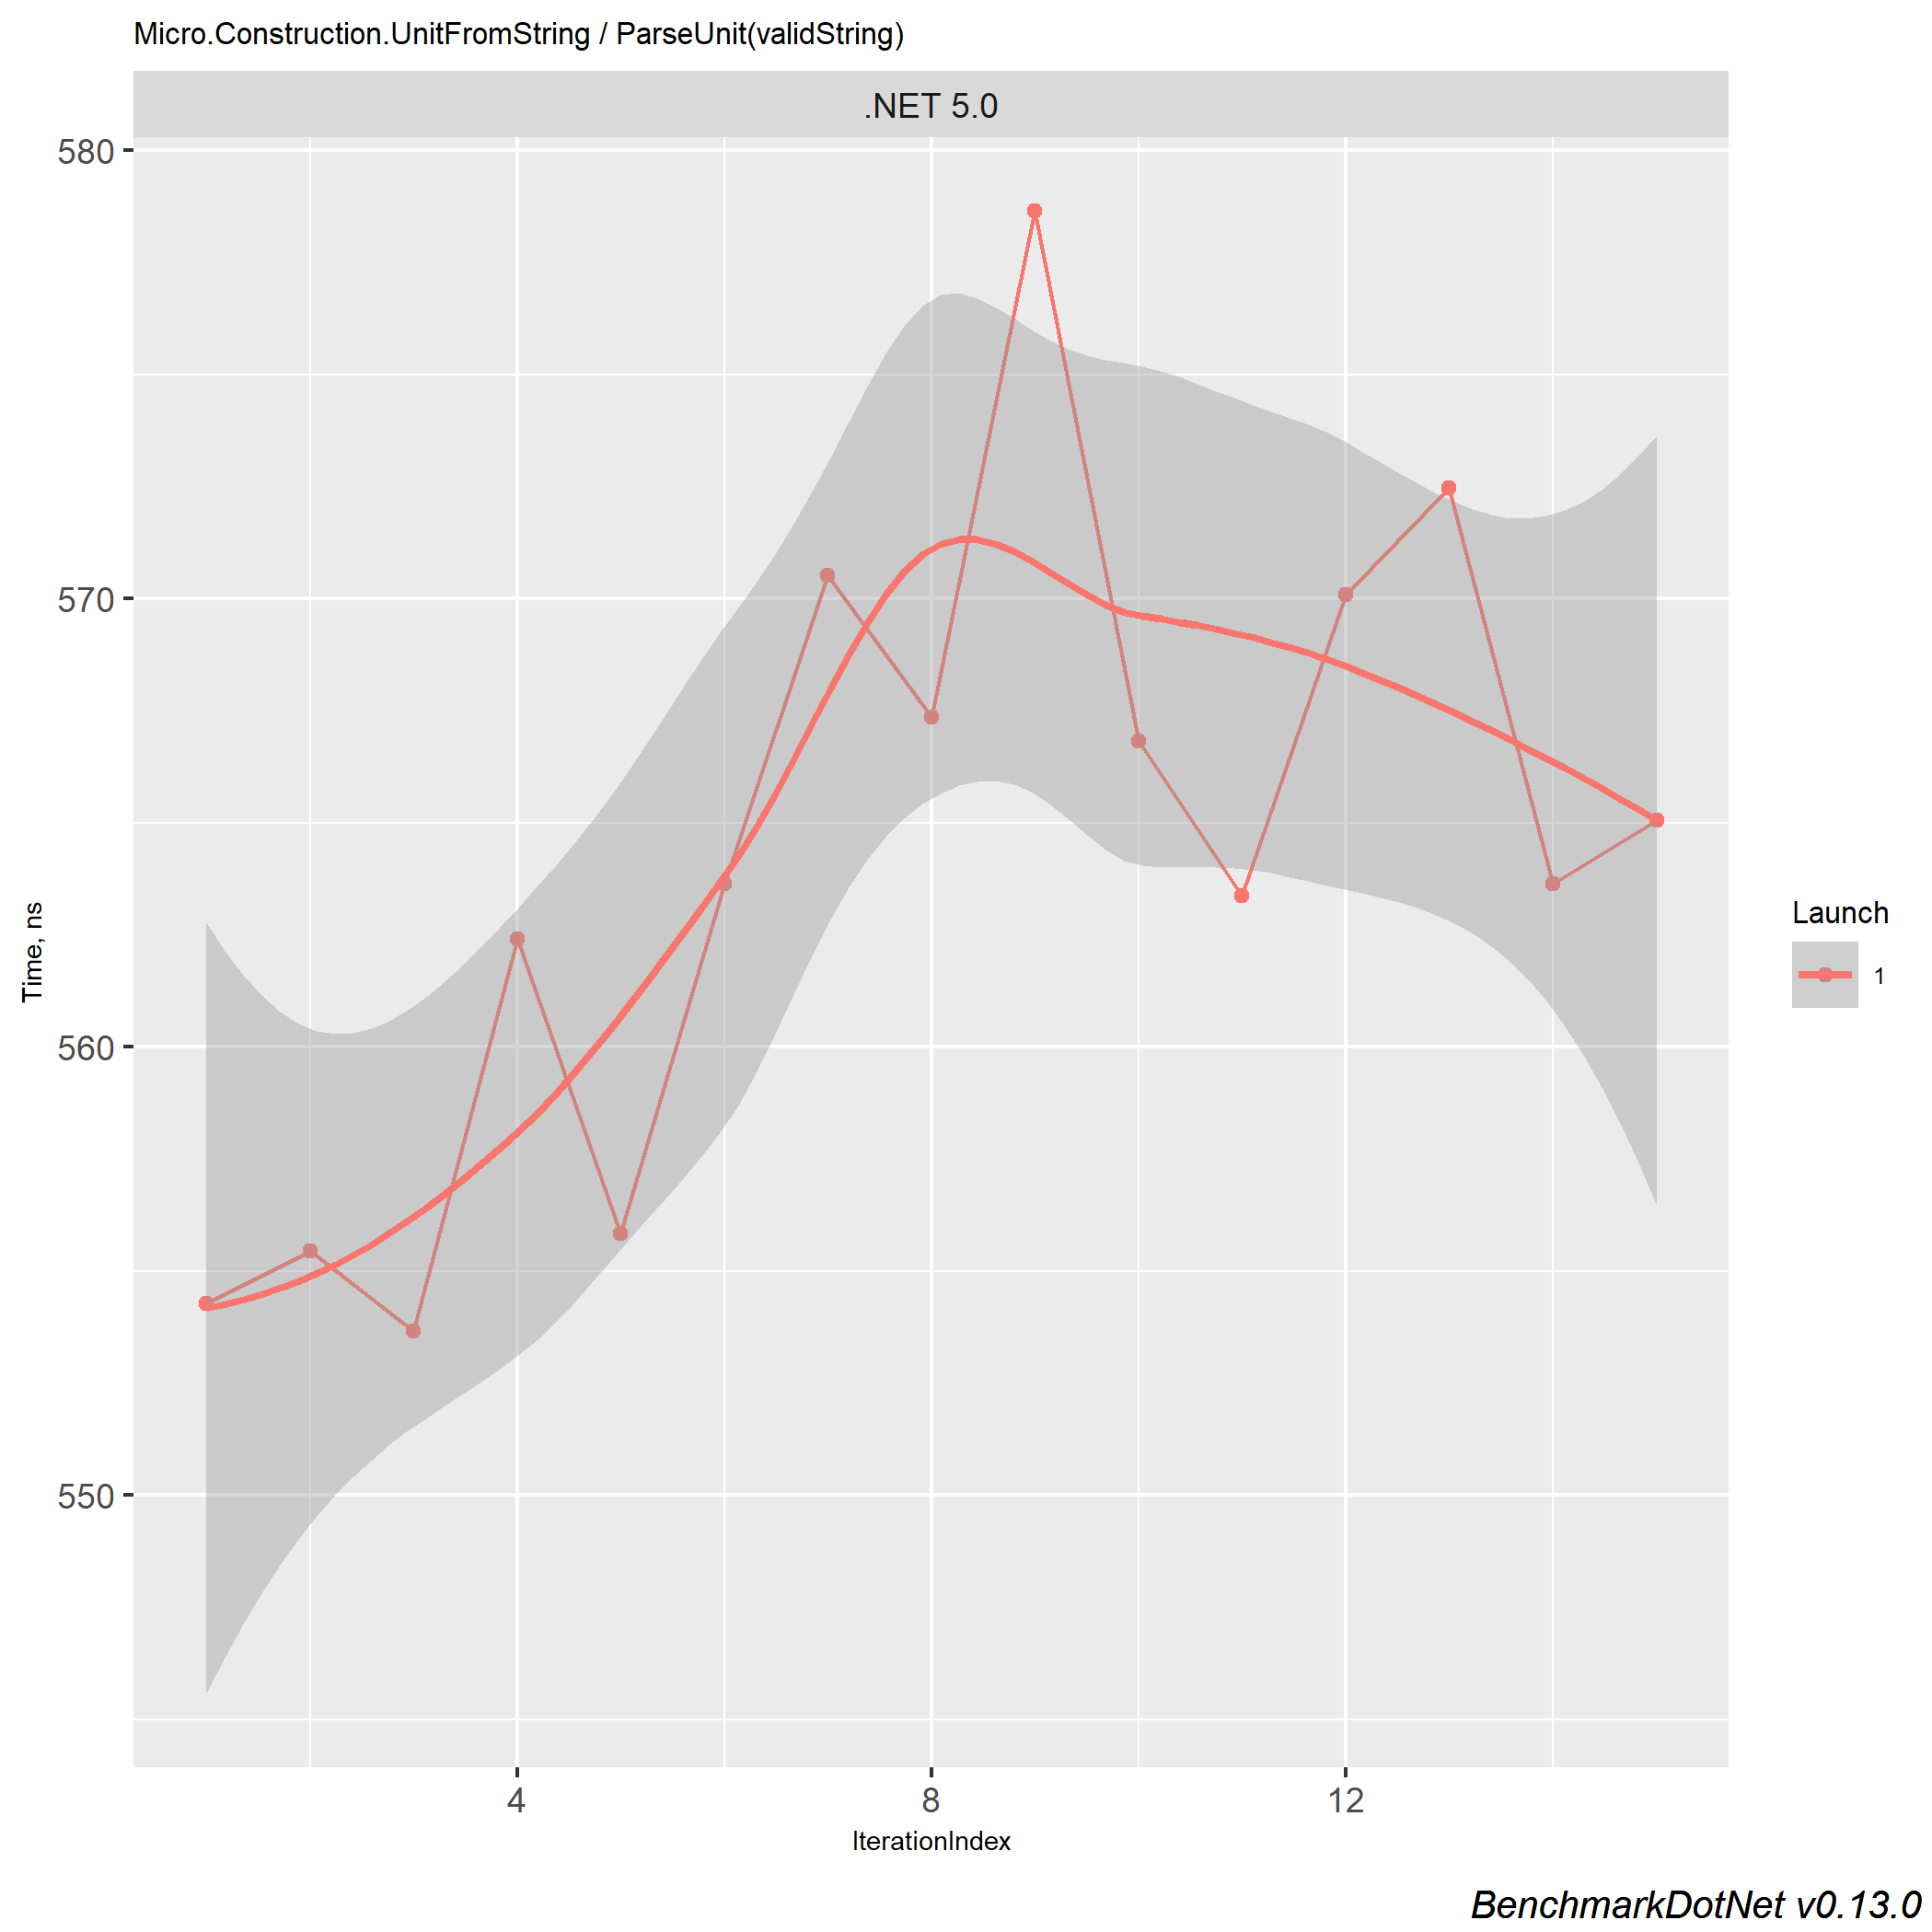 Micro.Construction.UnitFromString / ParseUnit(validString)
.NET 5.0
580
570
560
550
Time, ns
4
8
12
IterationIndex
Launch
1
BenchmarkDotNet v0.13.0